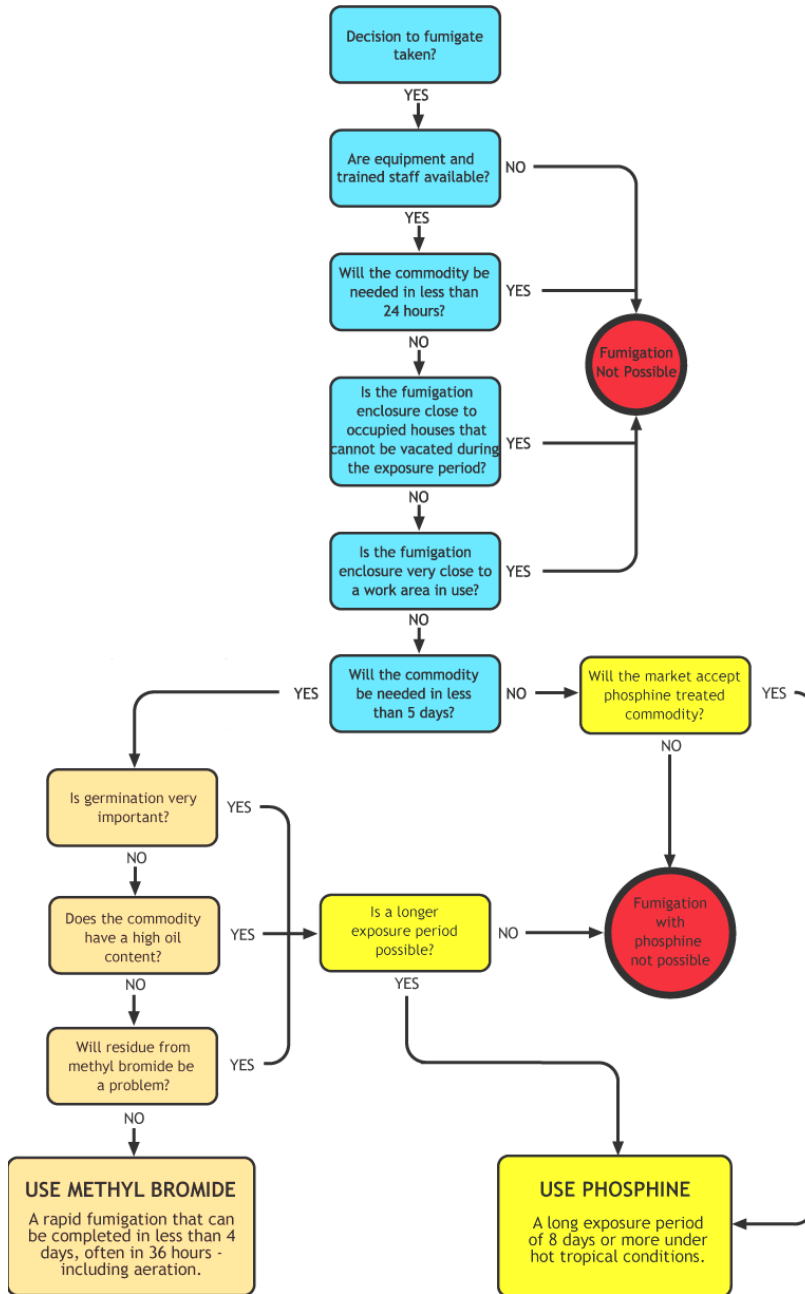 Decision to fumigate
taken?
YES
Are equipment and
trained staff available?
NO
YES
Will the commodity be
needed in less than
24 hours?
YES
NO
Fumigation
Not Possible
Is the fumigation
enclosure close to
occupied houses that
cannot be vacated during
the exposure period?
YES
NO
Is the fumigation
enclosure very close to
a work area in use?
YES
NO
YES
Will the commodity
be needed in less
than 5 days?
NO
Will the market accept
phosphine treated
commodity?
YES
NO
Is germination very
important?
YES
NO
Does the commodity
have a high oil
content?
YES
Is a longer
exposure period
possible?
NO
Fumigation
with
phosphine
not possible
NO
YES
Will residue from
methyl bromide be
a problem?
YES
NO
USE METHYL BROMIDE
A rapid fumigation that can
be completed in less than 4
days, often in 36 hours -
including aeration.
USE PHOSPHINE
A long exposure period
of 8 days or more under
hot tropical conditions.